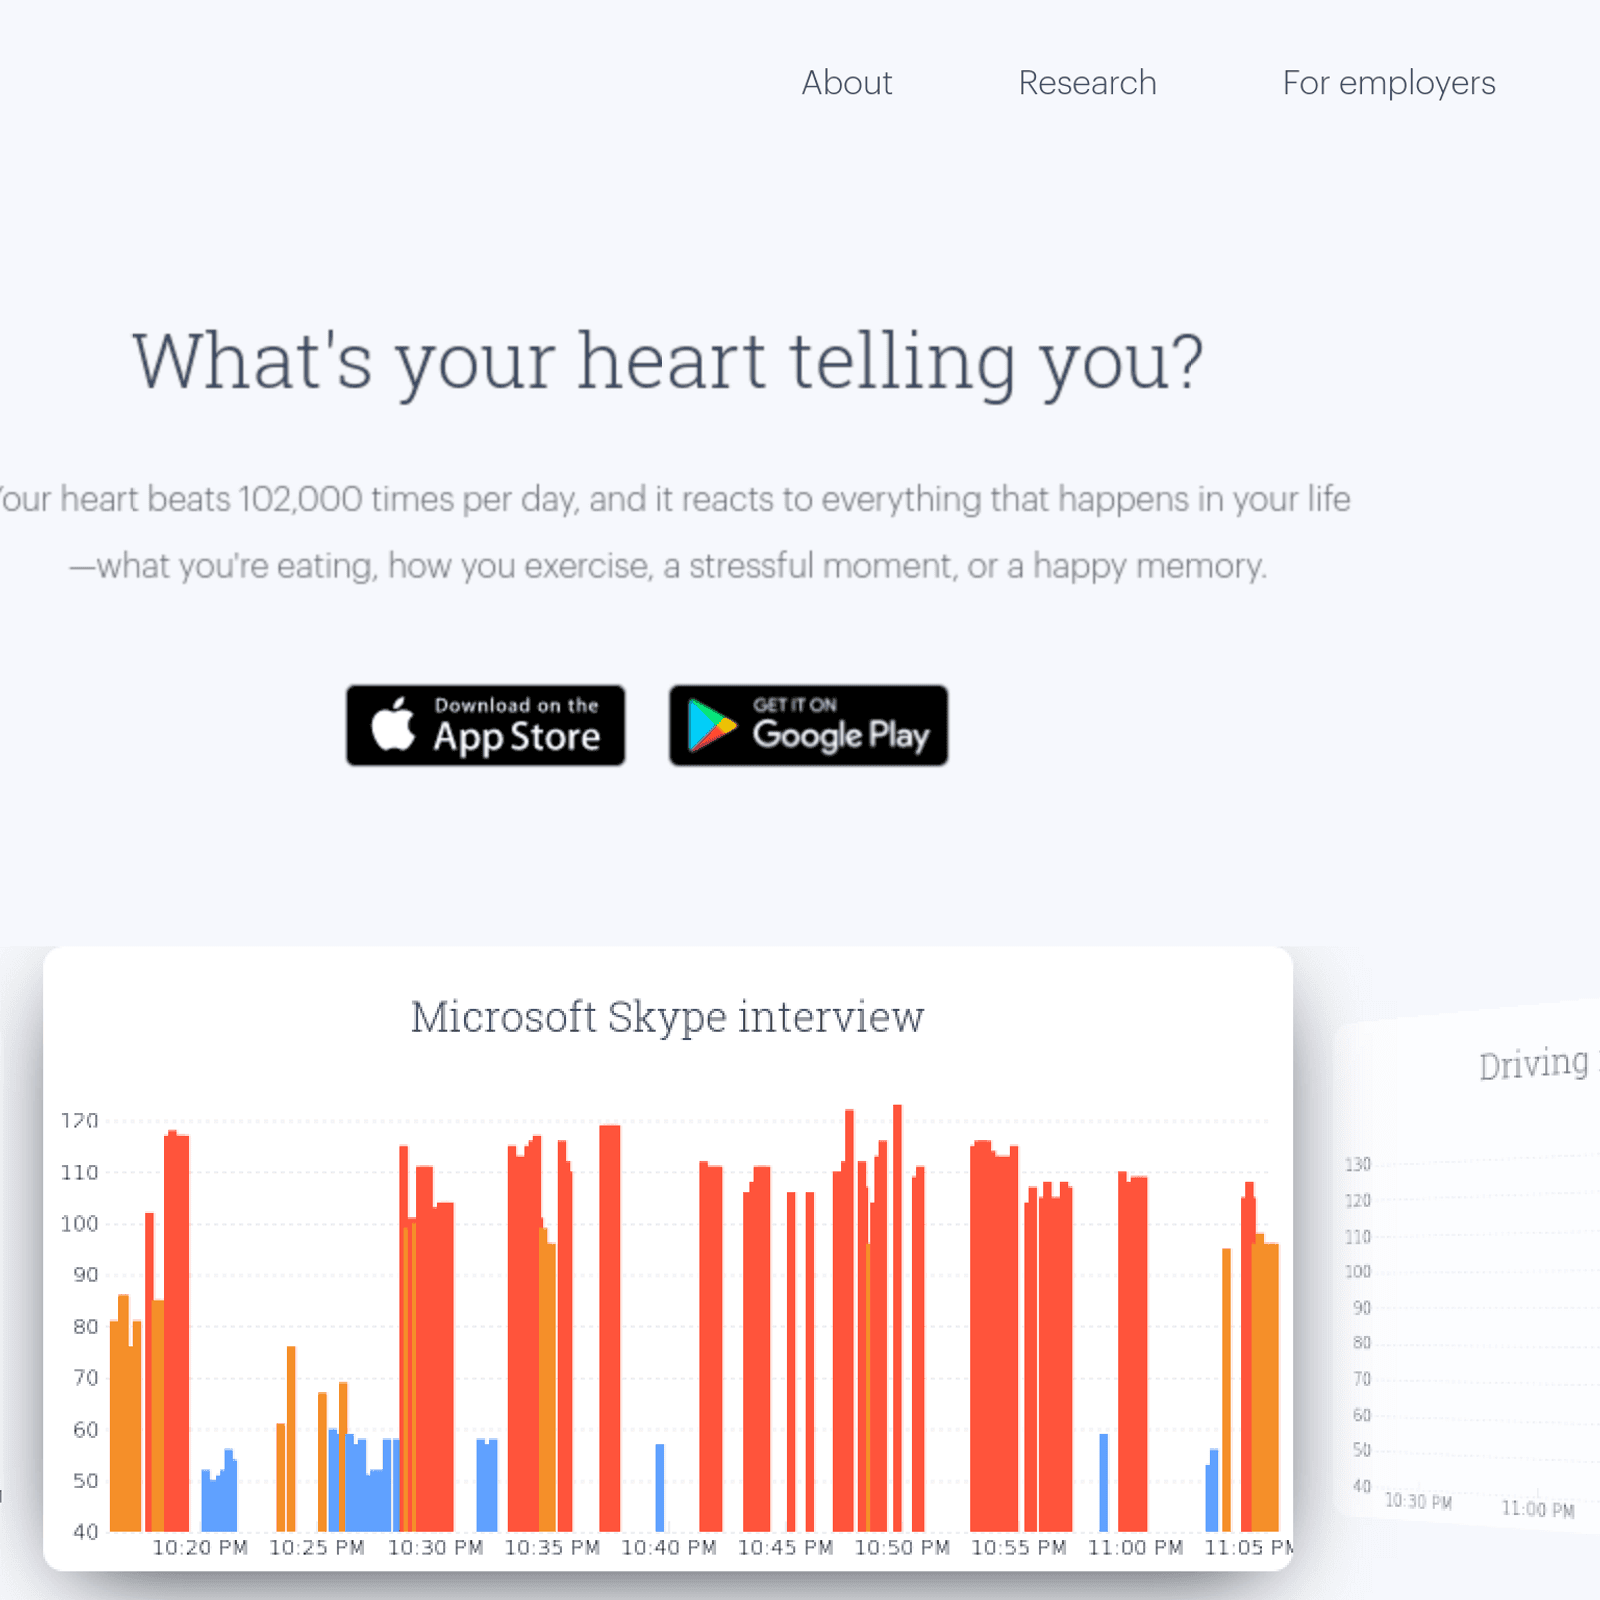 About Research For employers
What's your heart telling you?
Your heart beats 102,000 times per day, and it reacts to everything that happens in your life
—what you're eating, how you exercise, a stressful moment, or a happy memory.
Download on the
App Store
GET IT ON
Google Play
Microsoft Skype interview
120
110
100
90
80
70
60
50
40
10:20 PM 10:25 PM 10:30 PM 10:35 PM 10:40 PM 10:45 PM 10:50 PM 10:55 PM 11:00 PM 11:05 PM
Driving
130
120
110
100
90
80
70
60
50
40
10:30 PM 11:00 PM